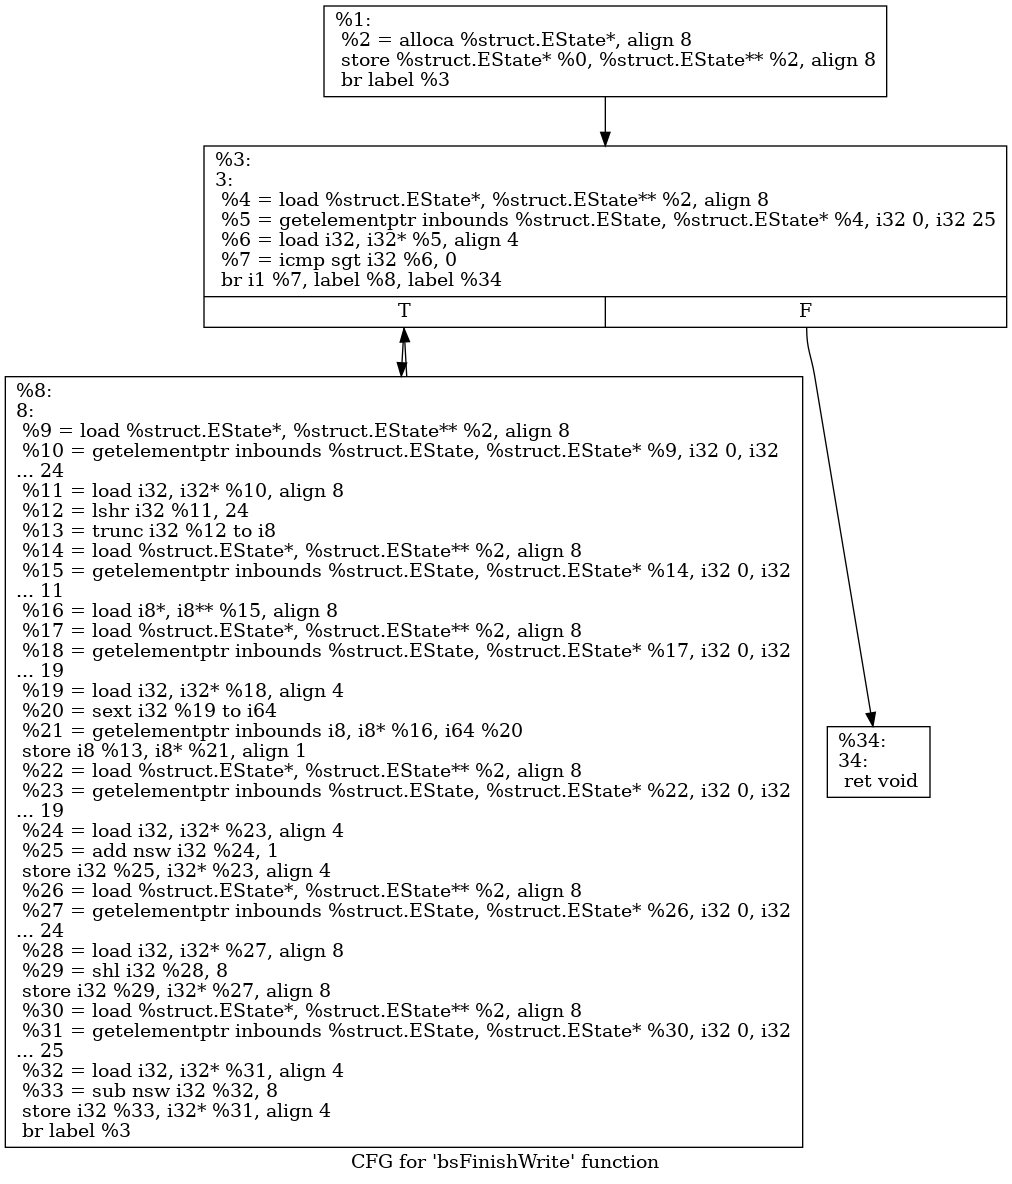 %1:
%2 = alloca %struct.EState*, align 8
store %struct.EState* %0, %struct.EState** %2, align 8
br label %3
%3:
3:
%4 = load %struct.EState*, %struct.EState** %2, align 8
%5 = getelementptr inbounds %struct.EState, %struct.EState* %4, i32 0, i32 25
%6 = load i32, i32* %5, align 4
%7 = icmp sgt i32 %6, 0
br i1 %7, label %8, label %34
T
F
%8:
8:
%9 = load %struct.EState*, %struct.EState** %2, align 8
%10 = getelementptr inbounds %struct.EState, %struct.EState* %9, i32 0, i32
... 24
%11 = load i32, i32* %10, align 8
%12 = lshr i32 %11, 24
%13 = trunc i32 %12 to i8
%14 = load %struct.EState*, %struct.EState** %2, align 8
%15 = getelementptr inbounds %struct.EState, %struct.EState* %14, i32 0, i32
... 11
%16 = load i8*, i8** %15, align 8
%17 = load %struct.EState*, %struct.EState** %2, align 8
%18 = getelementptr inbounds %struct.EState, %struct.EState* %17, i32 0, i32
... 19
%19 = load i32, i32* %18, align 4
%20 = sext i32 %19 to i64
%21 = getelementptr inbounds i8, i8* %16, i64 %20
store i8 %13, i8* %21, align 1
%22 = load %struct.EState*, %struct.EState** %2, align 8
%23 = getelementptr inbounds %struct.EState, %struct.EState* %22, i32 0, i32
... 19
%24 = load i32, i32* %23, align 4
%25 = add nsw i32 %24, 1
store i32 %25, i32* %23, align 4
%26 = load %struct.EState*, %struct.EState** %2, align 8
%27 = getelementptr inbounds %struct.EState, %struct.EState* %26, i32 0, i32
... 24
%28 = load i32, i32* %27, align 8
%29 = shl i32 %28, 8
store i32 %29, i32* %27, align 8
%30 = load %struct.EState*, %struct.EState** %2, align 8
%31 = getelementptr inbounds %struct.EState, %struct.EState* %30, i32 0, i32
... 25
%32 = load i32, i32* %31, align 4
%33 = sub nsw i32 %32, 8
store i32 %33, i32* %31, align 4
br label %3
%34:
34:
ret void
CFG for 'bsFinishWrite' function